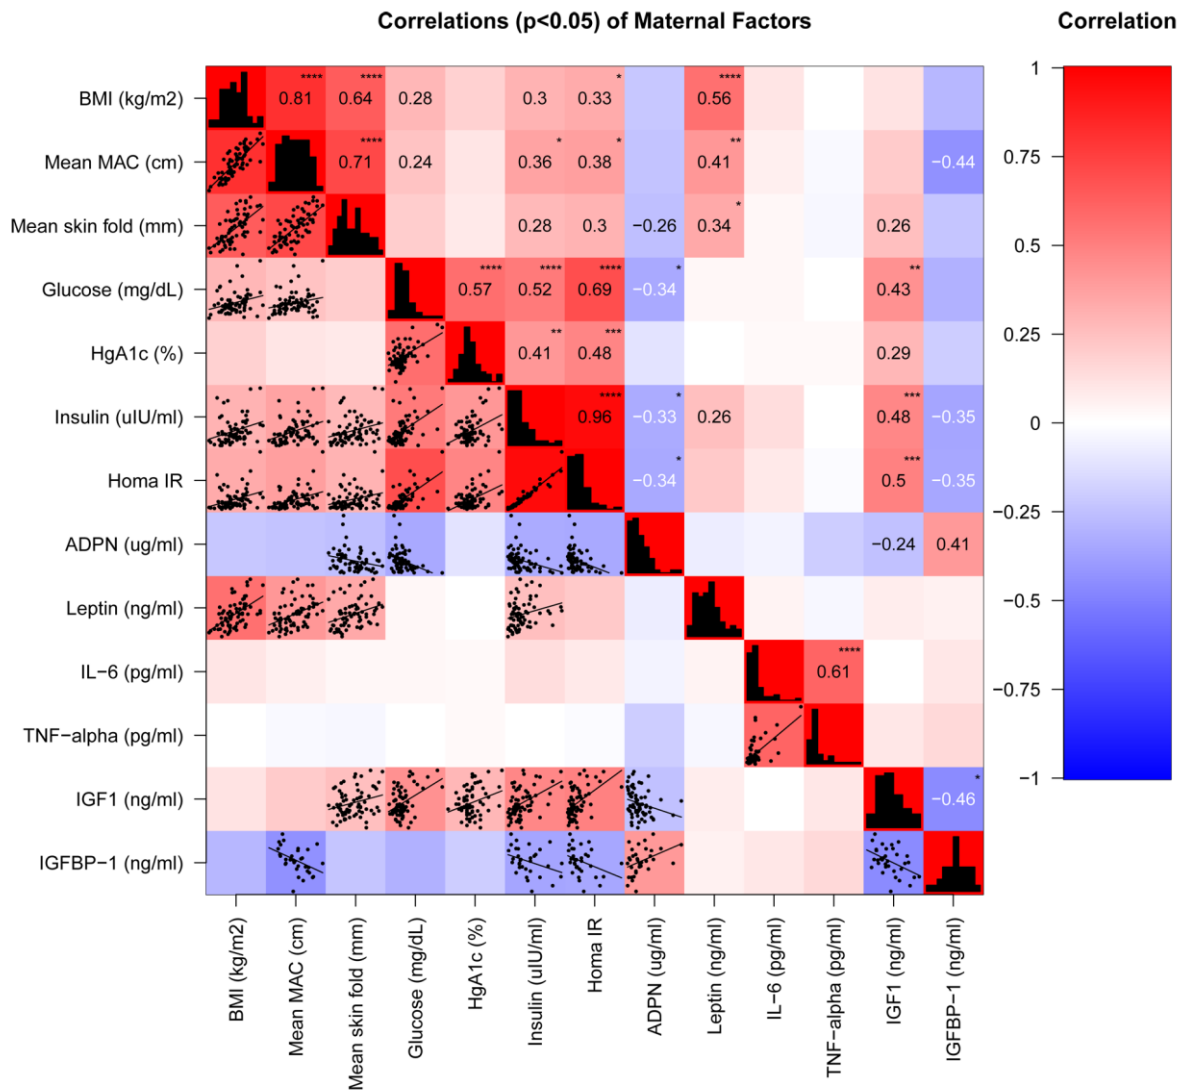 Correlations (p<0.05) of Maternal Factors
Correlation
BMI (kg/m2) **** 0.81 **** 0.64 0.28 0.3 * 0.33 **** 0.56
Mean MAC (cm) **** 0.71 0.24 * 0.36 * 0.38 ** 0.41 −0.44
Mean skin fold (mm) 0.28 0.3 −0.26 * 0.34 0.26
Glucose (mg/dL) **** 0.57 **** 0.52 **** 0.69 * −0.34 ** 0.43
HgA1c (%) ** 0.41 *** 0.48 0.29
Insulin (uIU/ml) **** 0.96 * −0.33 0.26 *** 0.48 −0.35
Homa IR * −0.34 *** 0.5 −0.35
ADPN (ug/ml) −0.24 0.41
Leptin (ng/ml)
IL−6 (pg/ml) **** 0.61
TNF−alpha (pg/ml)
IGF1 (ng/ml) * −0.46
IGFBP−1 (ng/ml)
BMI (kg/m2)
Mean MAC (cm)
Mean skin fold (mm)
Glucose (mg/dL)
HgA1c (%)
Insulin (uIU/ml)
Homa IR
ADPN (ug/ml)
Leptin (ng/ml)
IL−6 (pg/ml)
TNF−alpha (pg/ml)
IGF1 (ng/ml)
IGFBP−1 (ng/ml)
1
0.75
0.5
0.25
0
−0.25
−0.5
−0.75
−1